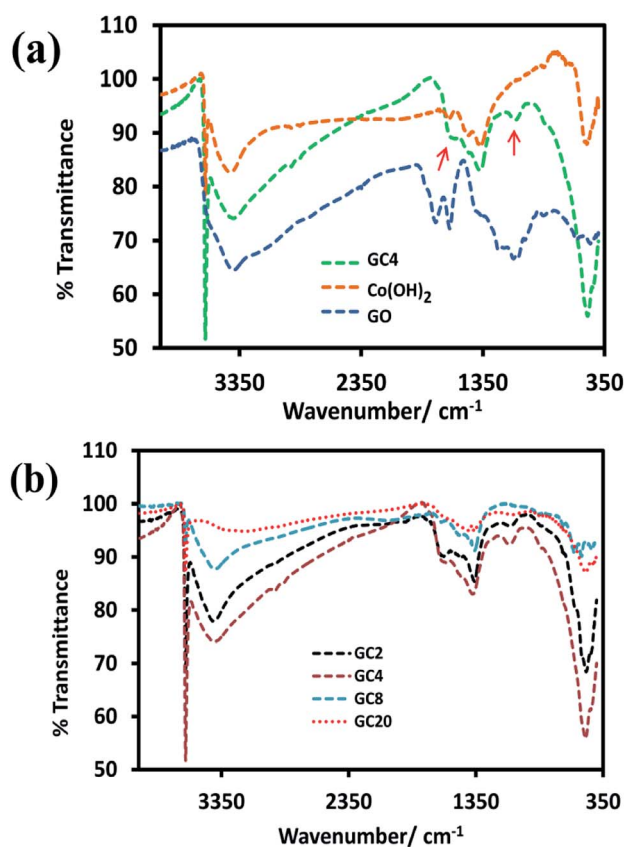 (a)
110
100
90
80
70
60
50
% Transmittance
GC4
Co(OH)2
GO
3350
2350
1350
350
Wavenumber/ cm-1
(b)
110
100
90
80
70
60
50
% Transmittance
GC2
GC4
GC8
GC20
3350
2350
1350
350
Wavenumber/ cm-1